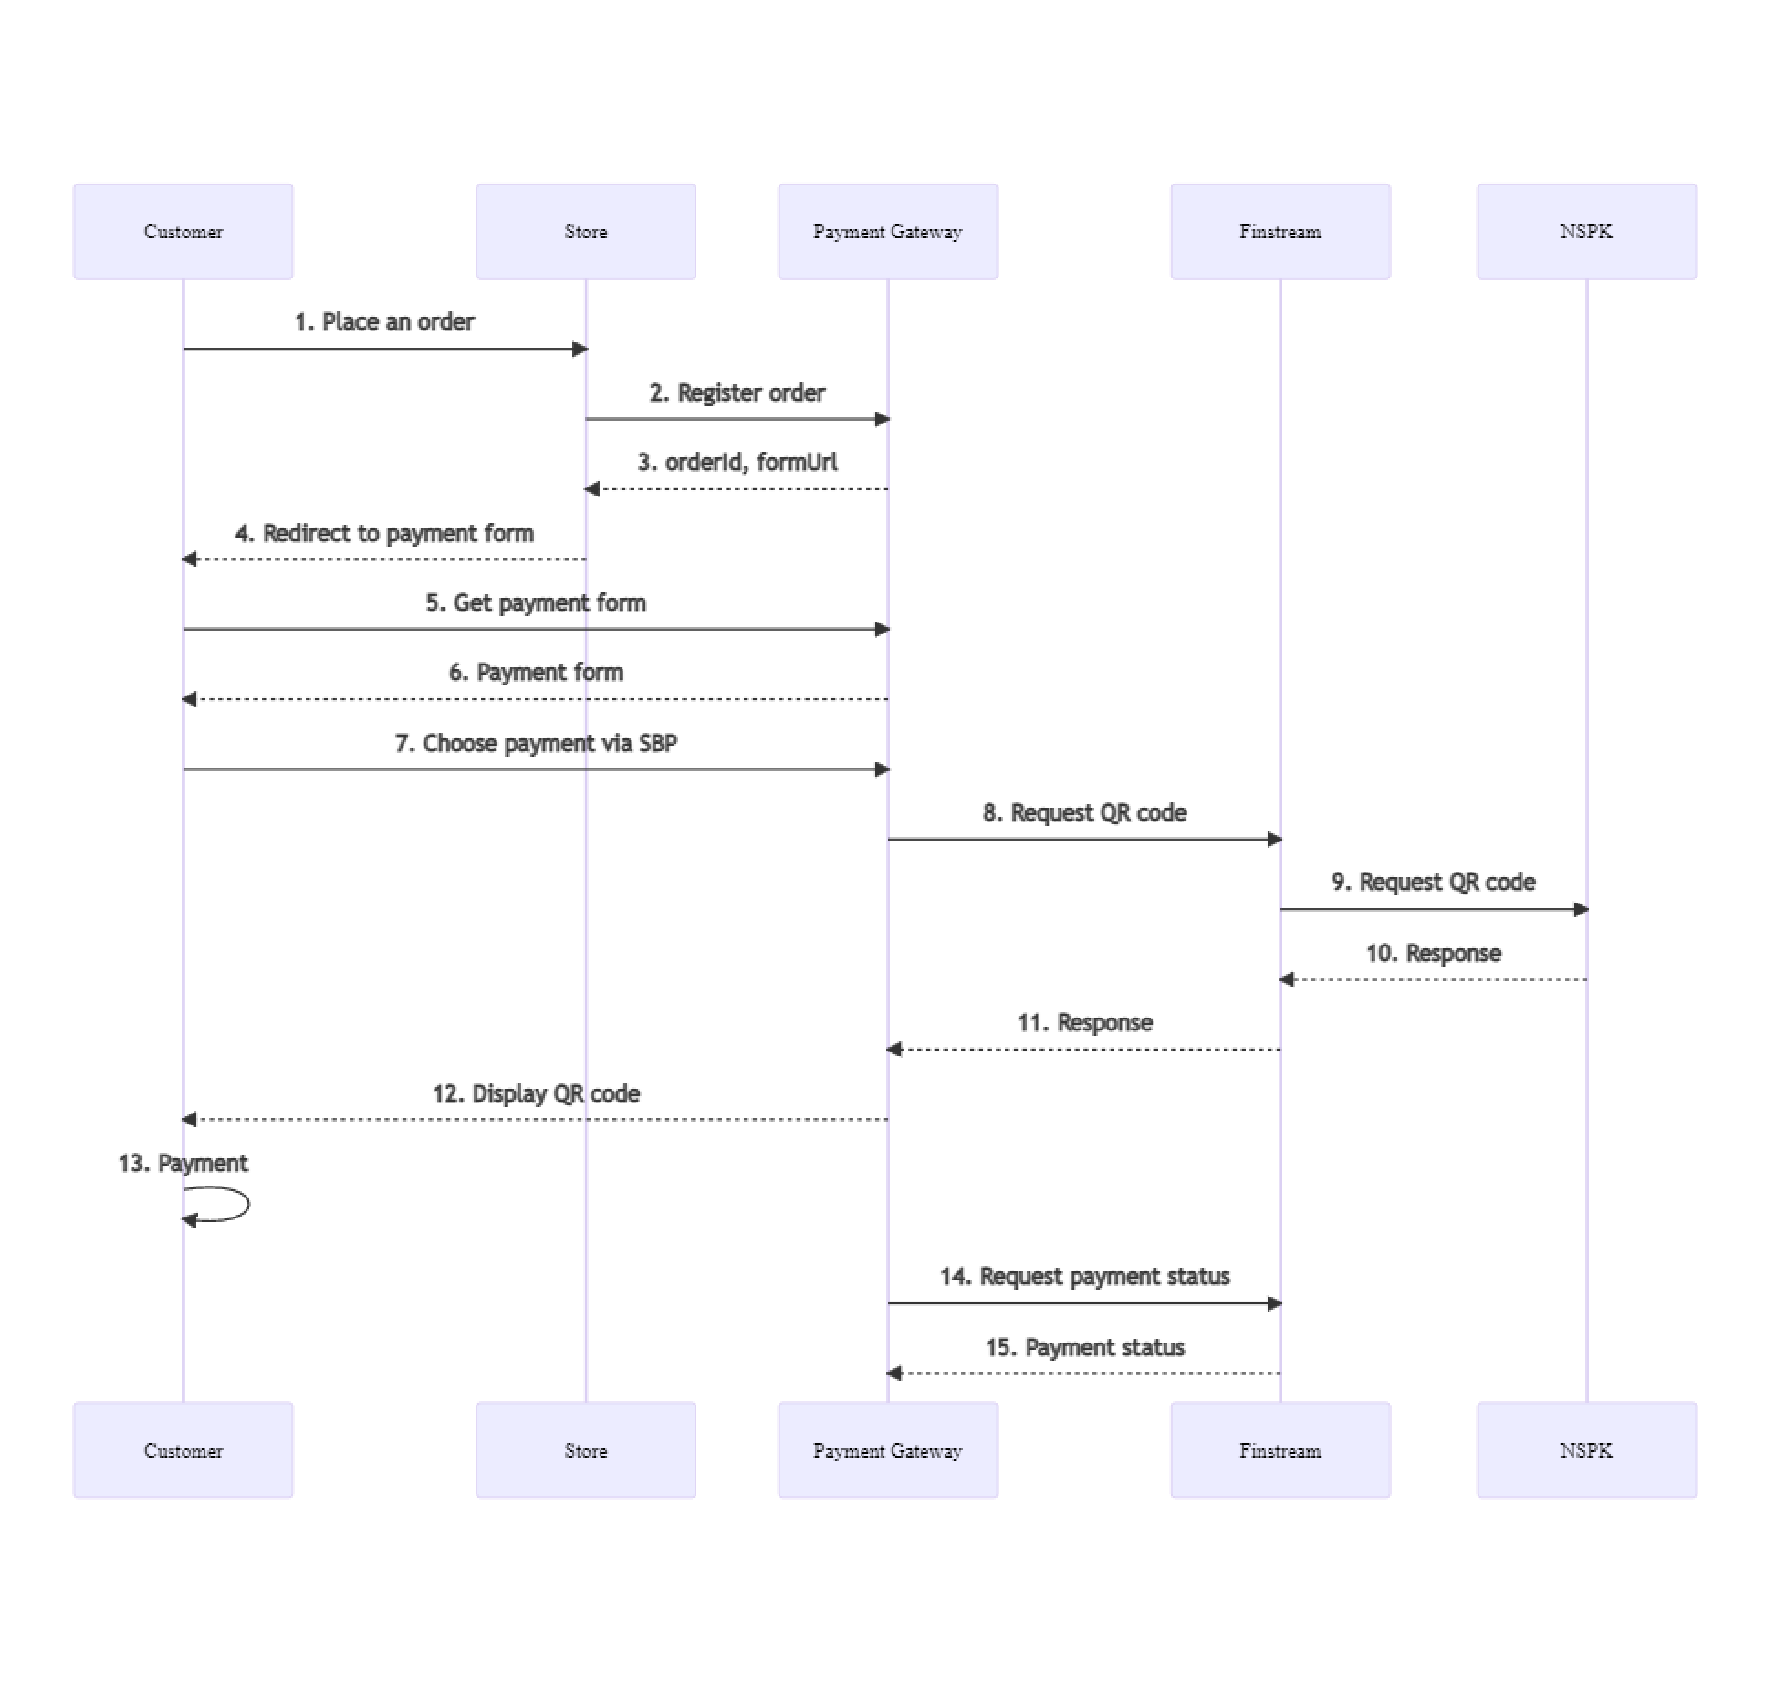 Customer
Store
Payment Gateway
Finstream
NSPK
1. Place an order
2. Register order
3. orderId, formUrl
4. Redirect to payment form
5. Get payment form
6. Payment form
7. Choose payment via SBP
8. Request QR code
9. Request QR code
10. Response
11. Response
12. Display QR code
13. Payment
14. Request payment status
15. Payment status
Customer
Store
Payment Gateway
Finstream
NSPK